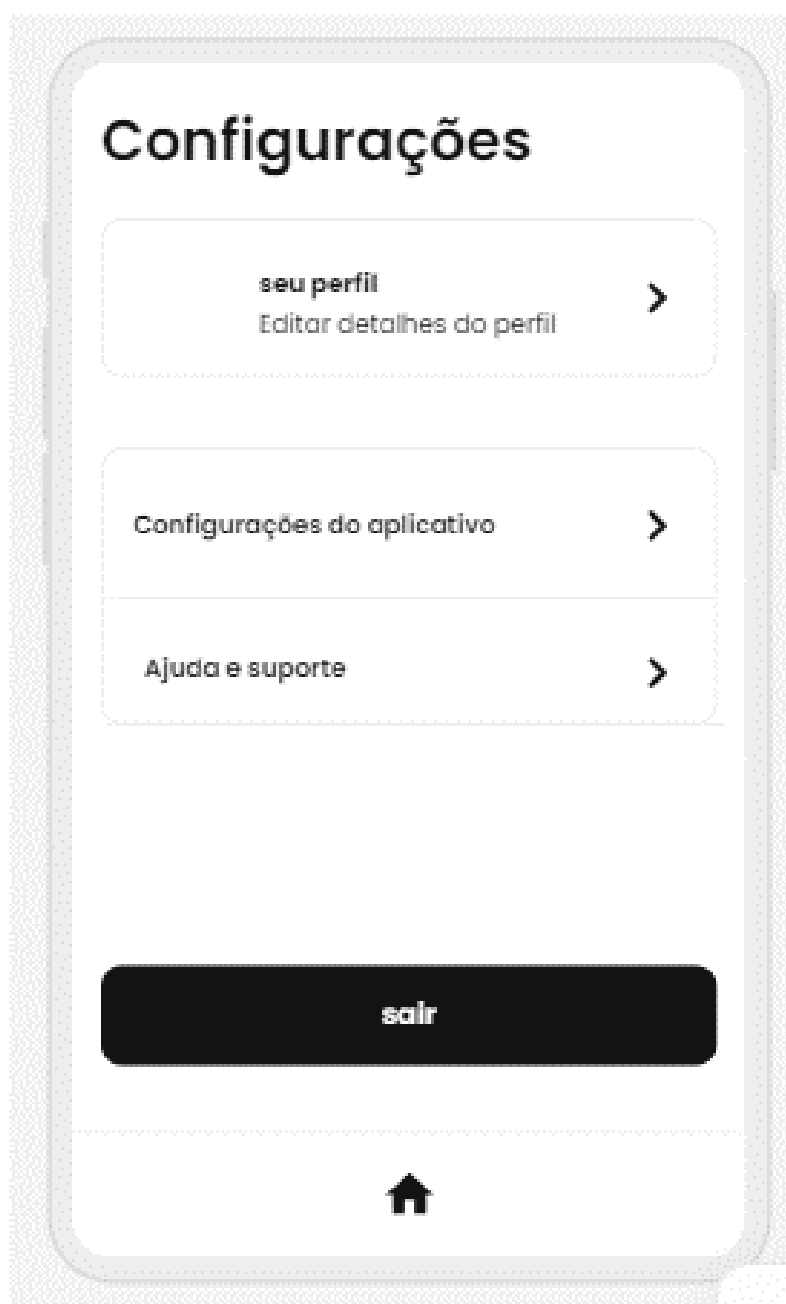 Configurações
seu perfil
Editar detalhes do perfil
Configurações do aplicativo
Ajuda e suporte
sair